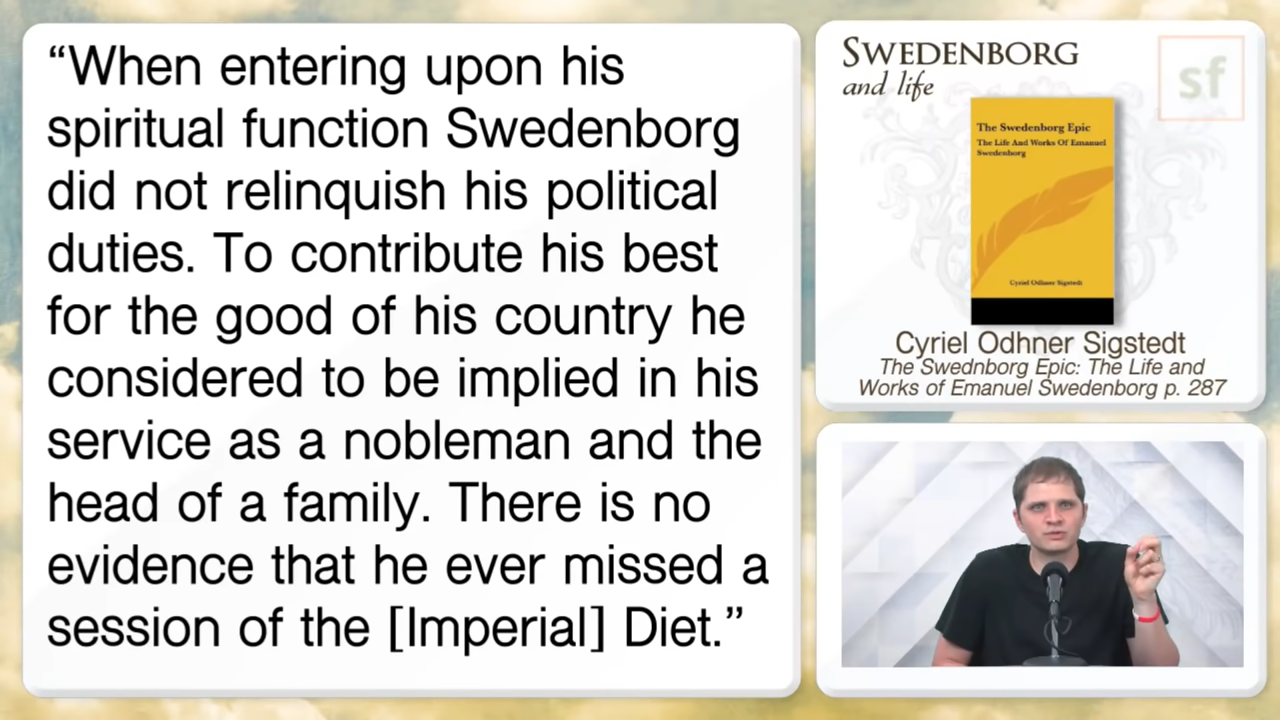 “When entering upon his
spiritual function Swedenborg
did not relinquish his political
duties. To contribute his best
for the good of his country he
considered to be implied in his
service as a nobleman and the
head of a family. There is no
evidence that he ever missed a
session of the [Imperial] Diet.”
SWEDENBORG
and life
sf
The Swedenborg Epic
The Life And Works Of Emanuel
Swedenborg
Cyriel Odhner Sigstedt
Cyriel Odhner Sigstedt
The Swednborg Epic: The Life and
Works of Emanuel Swedenborg p. 287